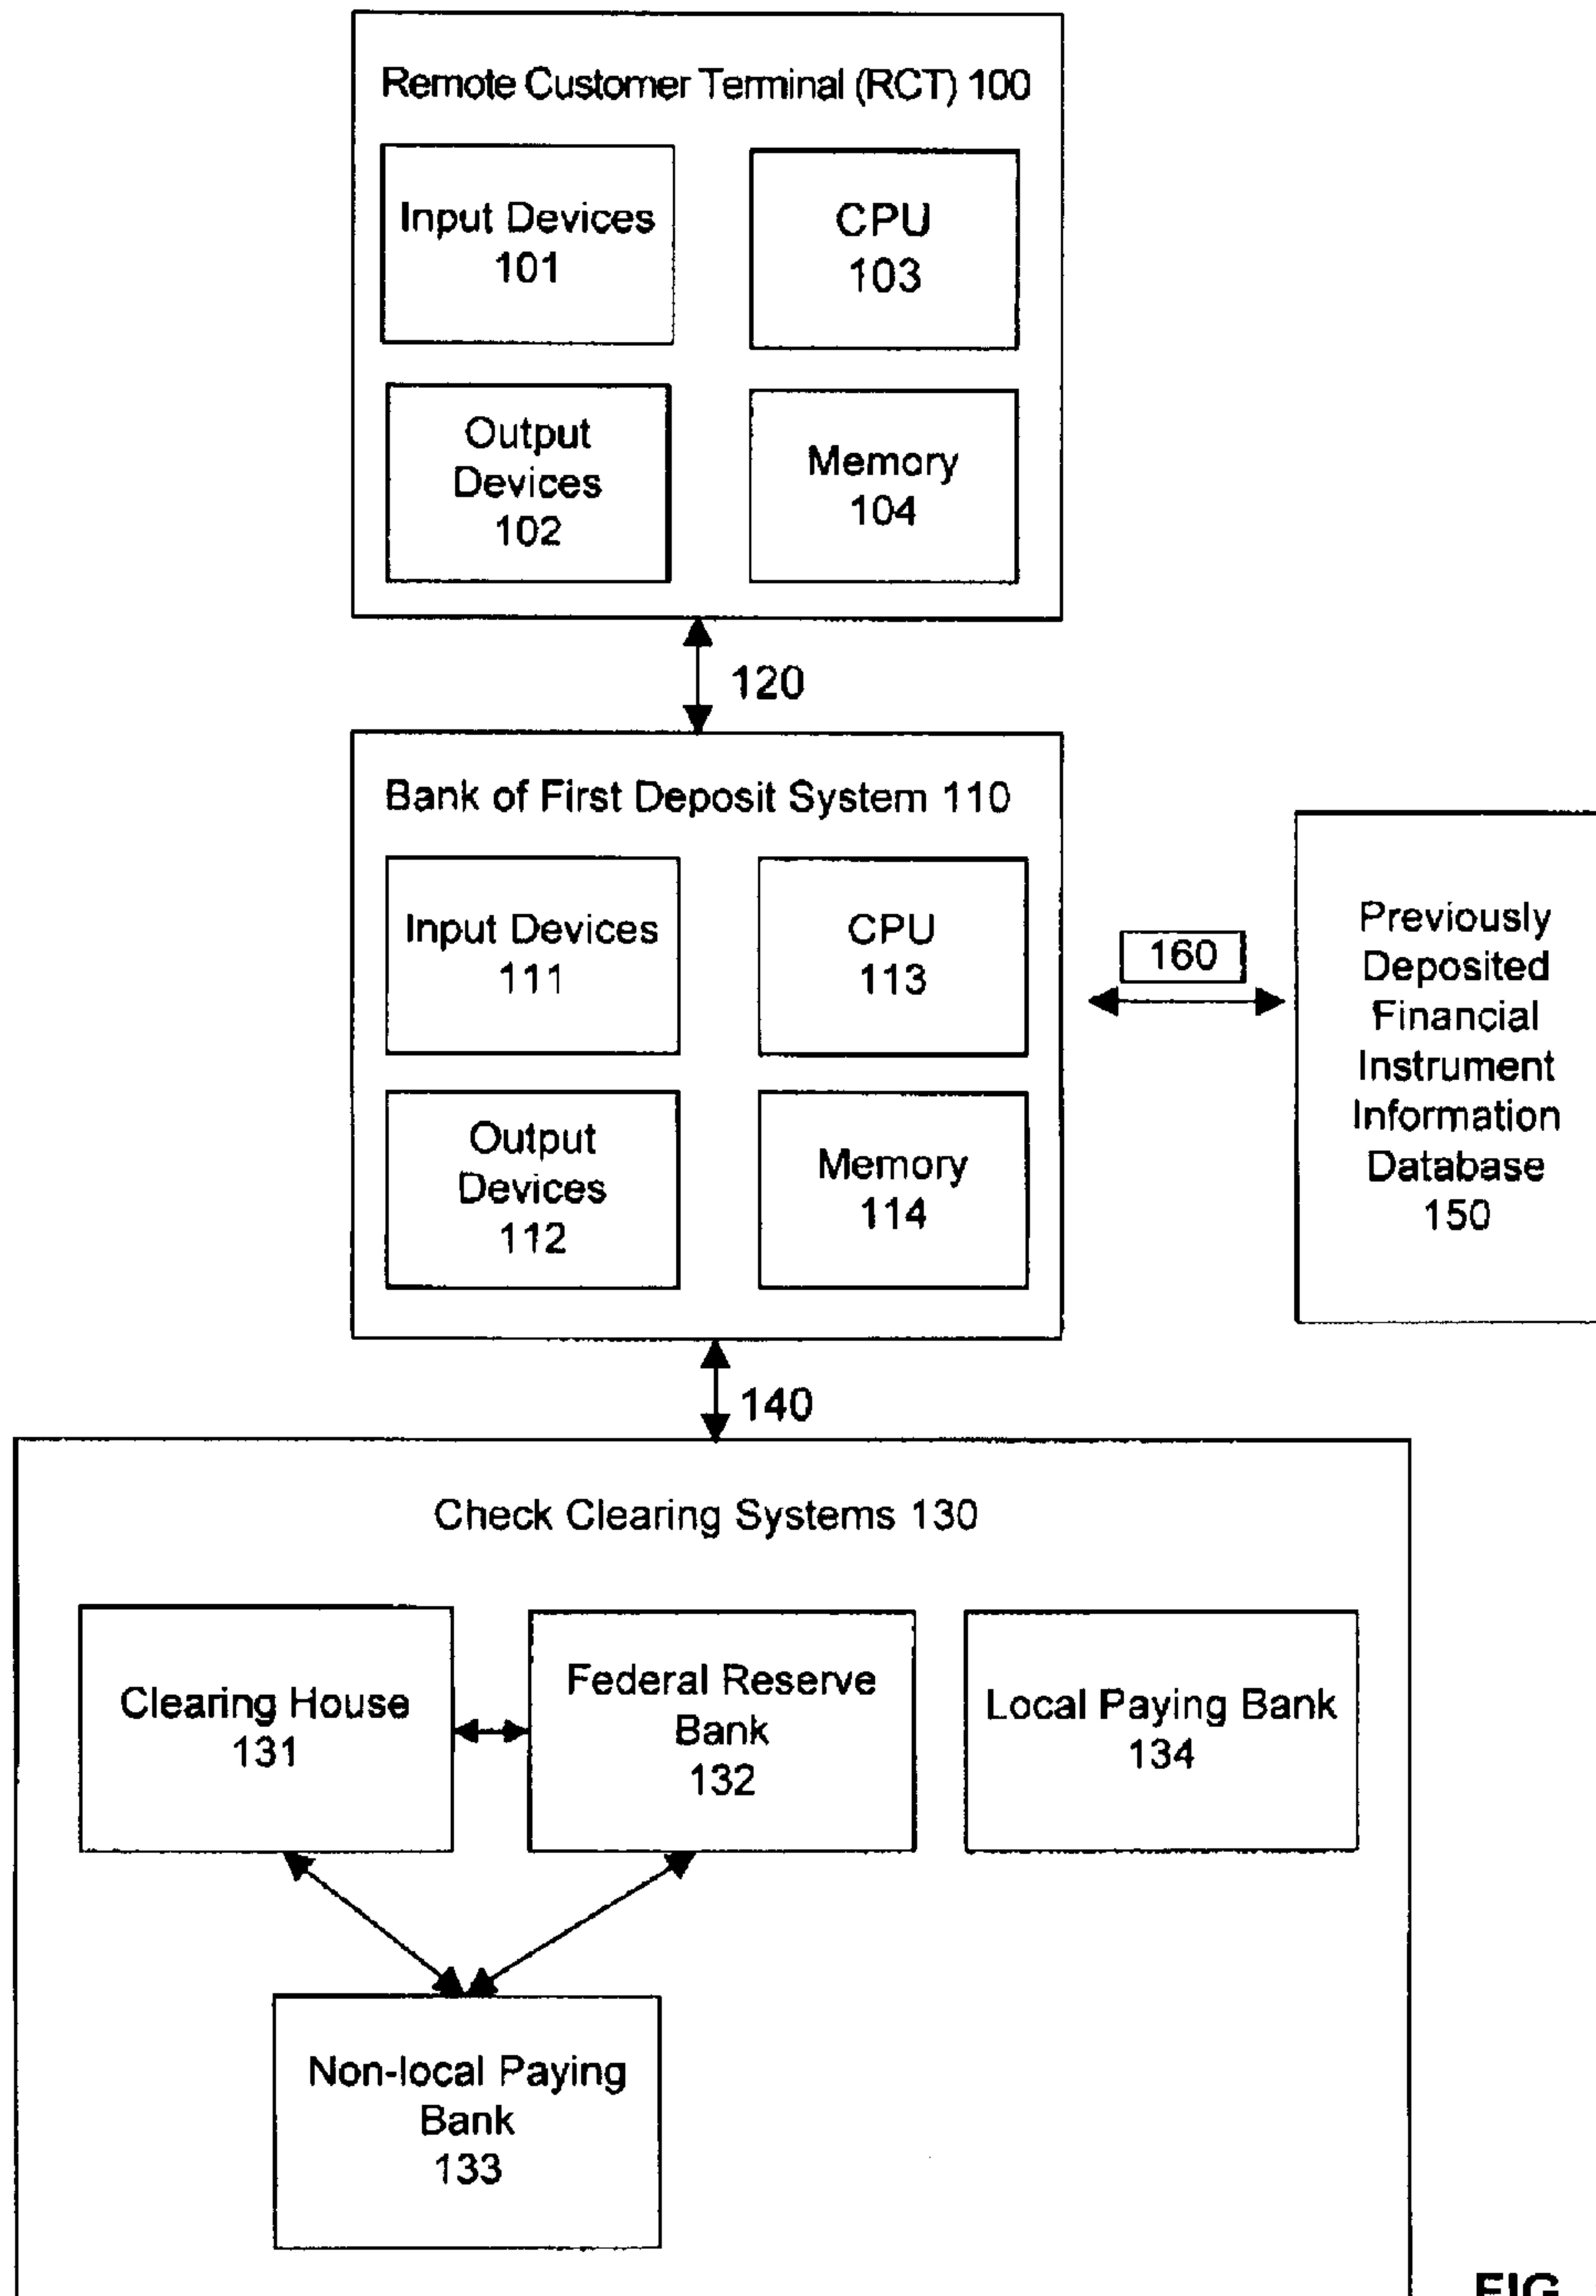 Remote Customer Terminal (RCT) 100
Input Devices
101
CPU
103
Output
Devices
102
Memory
104
120
Bank of First Deposit System 110
Input Devices
111
CPU
113
Output
Devices
112
Memory
114
160
Previously
Deposited
Financial
Instrument
Information
Database
150
140
Check Clearing Systems 130
Clearing House
131
Federal Reserve
Bank
132
Local Paying Bank
134
Non-local Paying
Bank
133
FIG